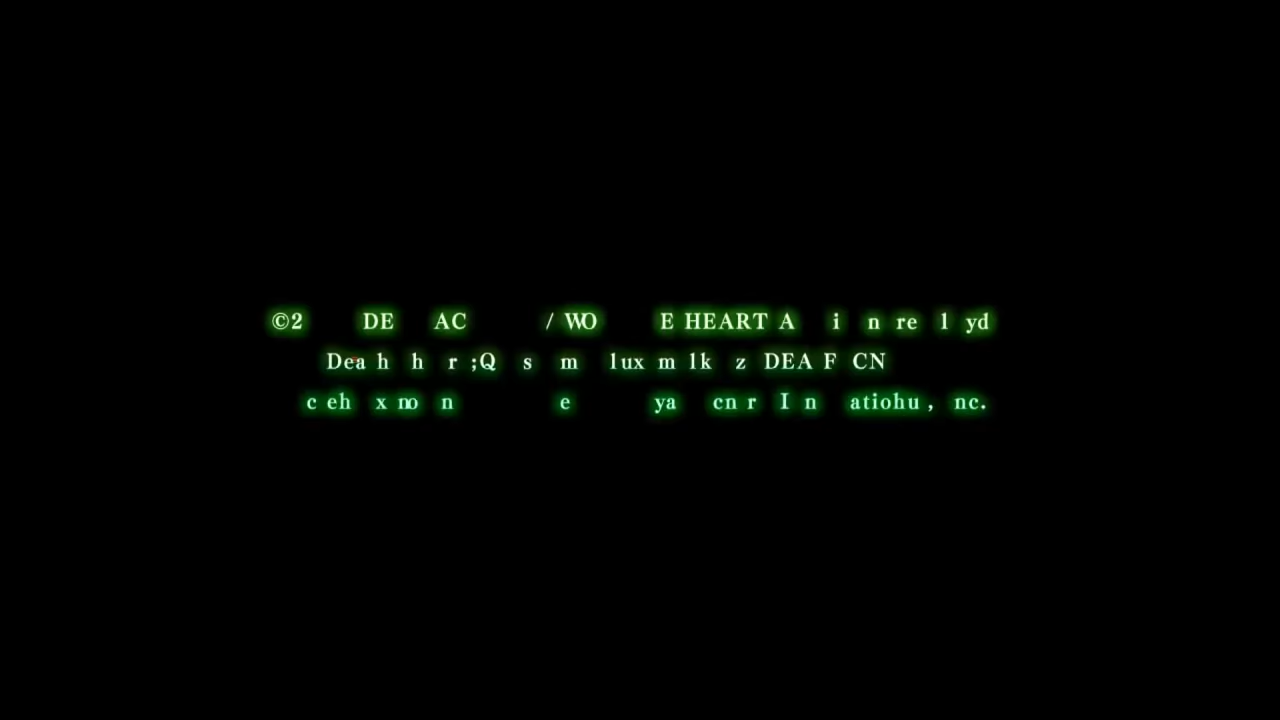 ©2 DE AC / WO E HEART A i n re l yd
Dea h h r ;Q s m lux m lk z DEA F CN
c eh x mo n e ya cn r I n atiohu , nc.